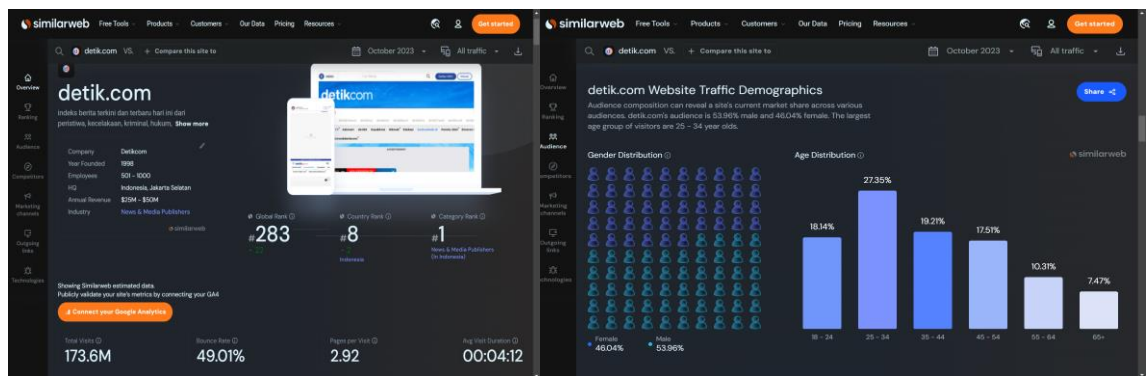 similarweb Free Tools Products Customers Our Data Pricing Resources Get started
detik.com VS. + Compare this site to October 2023 All traffic
Overview
Ranking
Audience
Competitors
Marketing
channels
Outgoing
links
Technologies
detik.com
Indeks berita terkini dan terbaru hari ini dari
peristiwa, kecelakaan, kriminal, hukum, Show more
Company Detikcom
Year Founded 1998
Employees 501 - 1000
HQ Indonesia, Jakarta Selatan
Annual Revenue $25M - $50M
Industry News & Media Publishers
similarweb
detikcom
Global Rank
#283
Country Rank
#8
Indonesia
Category Rank
#1
News & Media Publishers
(In Indonesia)
Showing Similarweb estimated data.
Publicly validate your site's metrics by connecting your GA4
Connect your Google Analytics
Total Visits
173.6M
Bounce Rate
49.01%
Pages per Visit
2.92
Avg Visit Duration
00:04:12
similarweb Free Tools Products Customers Our Data Pricing Resources Get started
detik.com VS. + Compare this site to October 2023 All traffic
Overview
Ranking
Audience
Competitors
Marketing
channels
Outgoing
links
Technologies
detik.com Website Traffic Demographics
Share
Audience composition can reveal a site's current market share across various
audiences. detik.com's audience is 53.96% male and 46.04% female. The largest
age group of visitors are 25 - 34 year olds.
Gender Distribution
Female
46.04%
Male
53.96%
Age Distribution
similarweb
18.14%
27.35%
19.21%
17.51%
10.31%
7.47%
18 - 24
25 - 34
35 - 44
45 - 54
55 - 64
65+